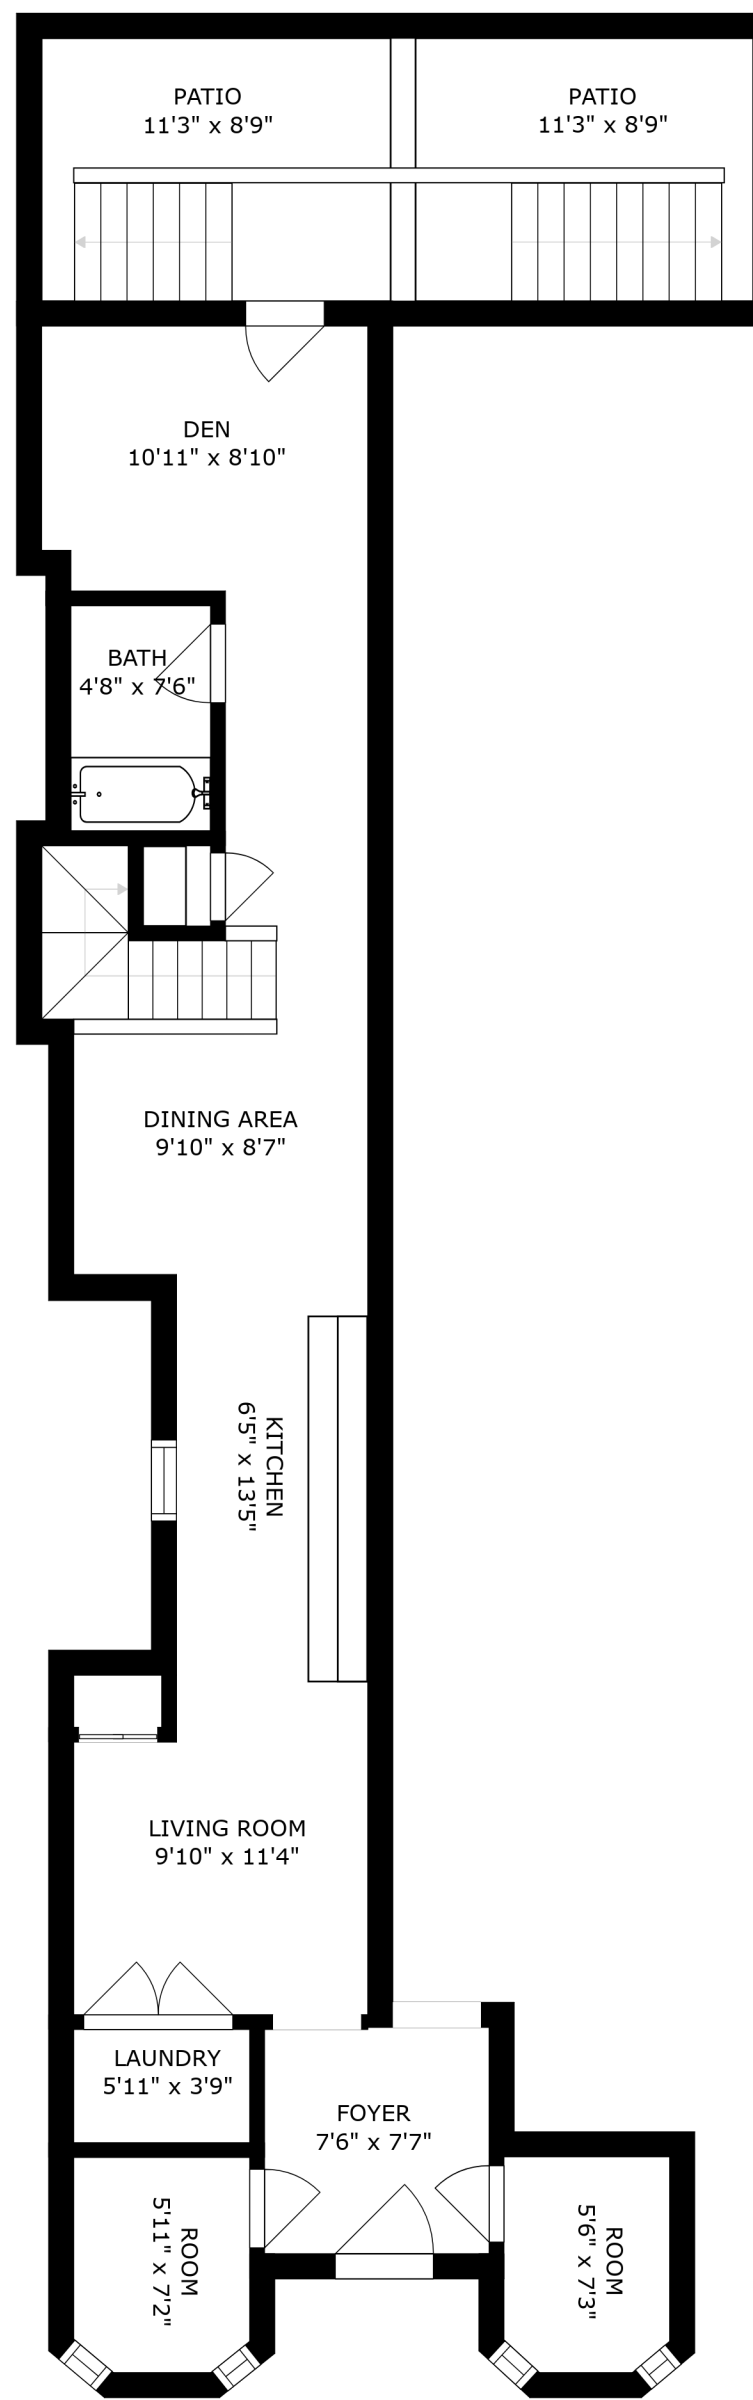 PATIO
11'3" x 8'9"
PATIO
11'3" x 8'9"
DEN
10'11" x 8'10"
BATH
4'8" x 7'6"
DINING AREA
9'10" x 8'7"
KITCHEN
6'5" x 13'5"
LIVING ROOM
9'10" x 11'4"
LAUNDRY
5'11" x 3'9"
FOYER
7'6" x 7'7"
ROOM
5'11" x 7'2"
ROOM
5'6" x 7'3"